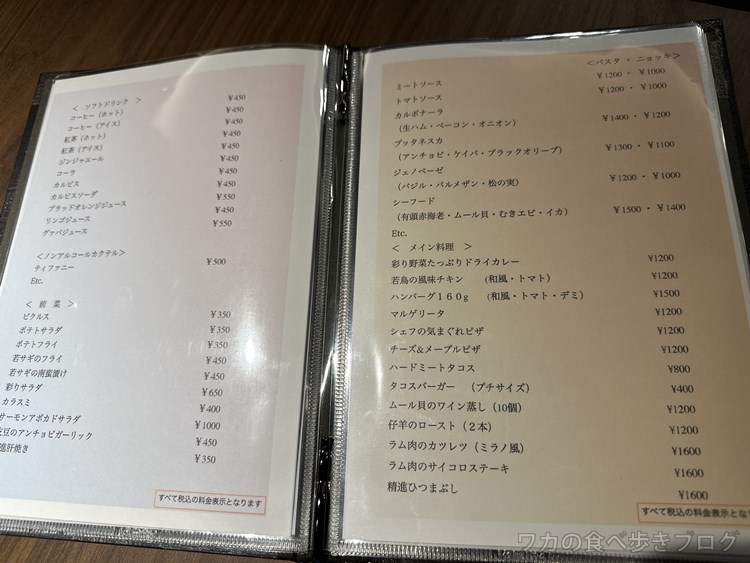 ＜　ソフトドリンク　＞
コーヒー（ホット） ￥450
コーヒー（アイス） ￥450
紅茶（ホット） ￥450
紅茶（アイス） ￥450
ジンジャエール ￥450
コーラ ￥450
カルピス ￥450
カルピスソーダ ￥450
ブラッドオレンジジュース ￥550
リンゴジュース ￥450
グァバジュース ￥550
＜ノンアルコールカクテル＞
ティファニー ￥500
Etc.
＜　前　菜　＞
ピクルス ￥350
ポテトサラダ ￥350
ポテトフライ ￥350
若サギのフライ ￥450
若サギの南蛮漬け ￥450
彩りサラダ ￥650
カラスミ ￥400
サーモンアボカドサラダ ￥1000
豆のアンチョビガーリック ￥450
肝焼き ￥350
すべて税込の料金表示となります
＜パスタ・ニョッキ＞
ミートソース ￥1200・￥1000
トマトソース ￥1200・￥1000
カルボナーラ
（生ハム・ベーコン・オニオン） ￥1400・￥1200
プッタネスカ
（アンチョビ・ケイパ・ブラックオリーブ） ￥1300・￥1100
ジェノベーゼ
（バジル・パルメザン・松の実） ￥1200・￥1000
シーフード
（有頭赤海老・ムール貝・むきエビ・イカ） ￥1500・￥1400
Etc.
＜　メイン料理　＞
彩り野菜たっぷりドライカレー ¥1200
若鳥の風味チキン　（和風・トマト） ¥1200
ハンバーグ１６０g　（和風・トマト・デミ） ¥1500
マルゲリータ ¥1200
シェフの気まぐれピザ ¥1200
チーズ&メープルピザ ¥1200
ハードミートタコス ¥800
タコスバーガー　（プチサイズ） ¥400
ムール貝のワイン蒸し（10個） ¥1200
仔羊のロースト（２本） ¥1200
ラム肉のカツレツ（ミラノ風） ¥1600
ラム肉のサイコロステーキ ¥1600
精進ひつまぶし ¥1600
すべて税込の料金表示とな
ワカの食べ歩きブログ